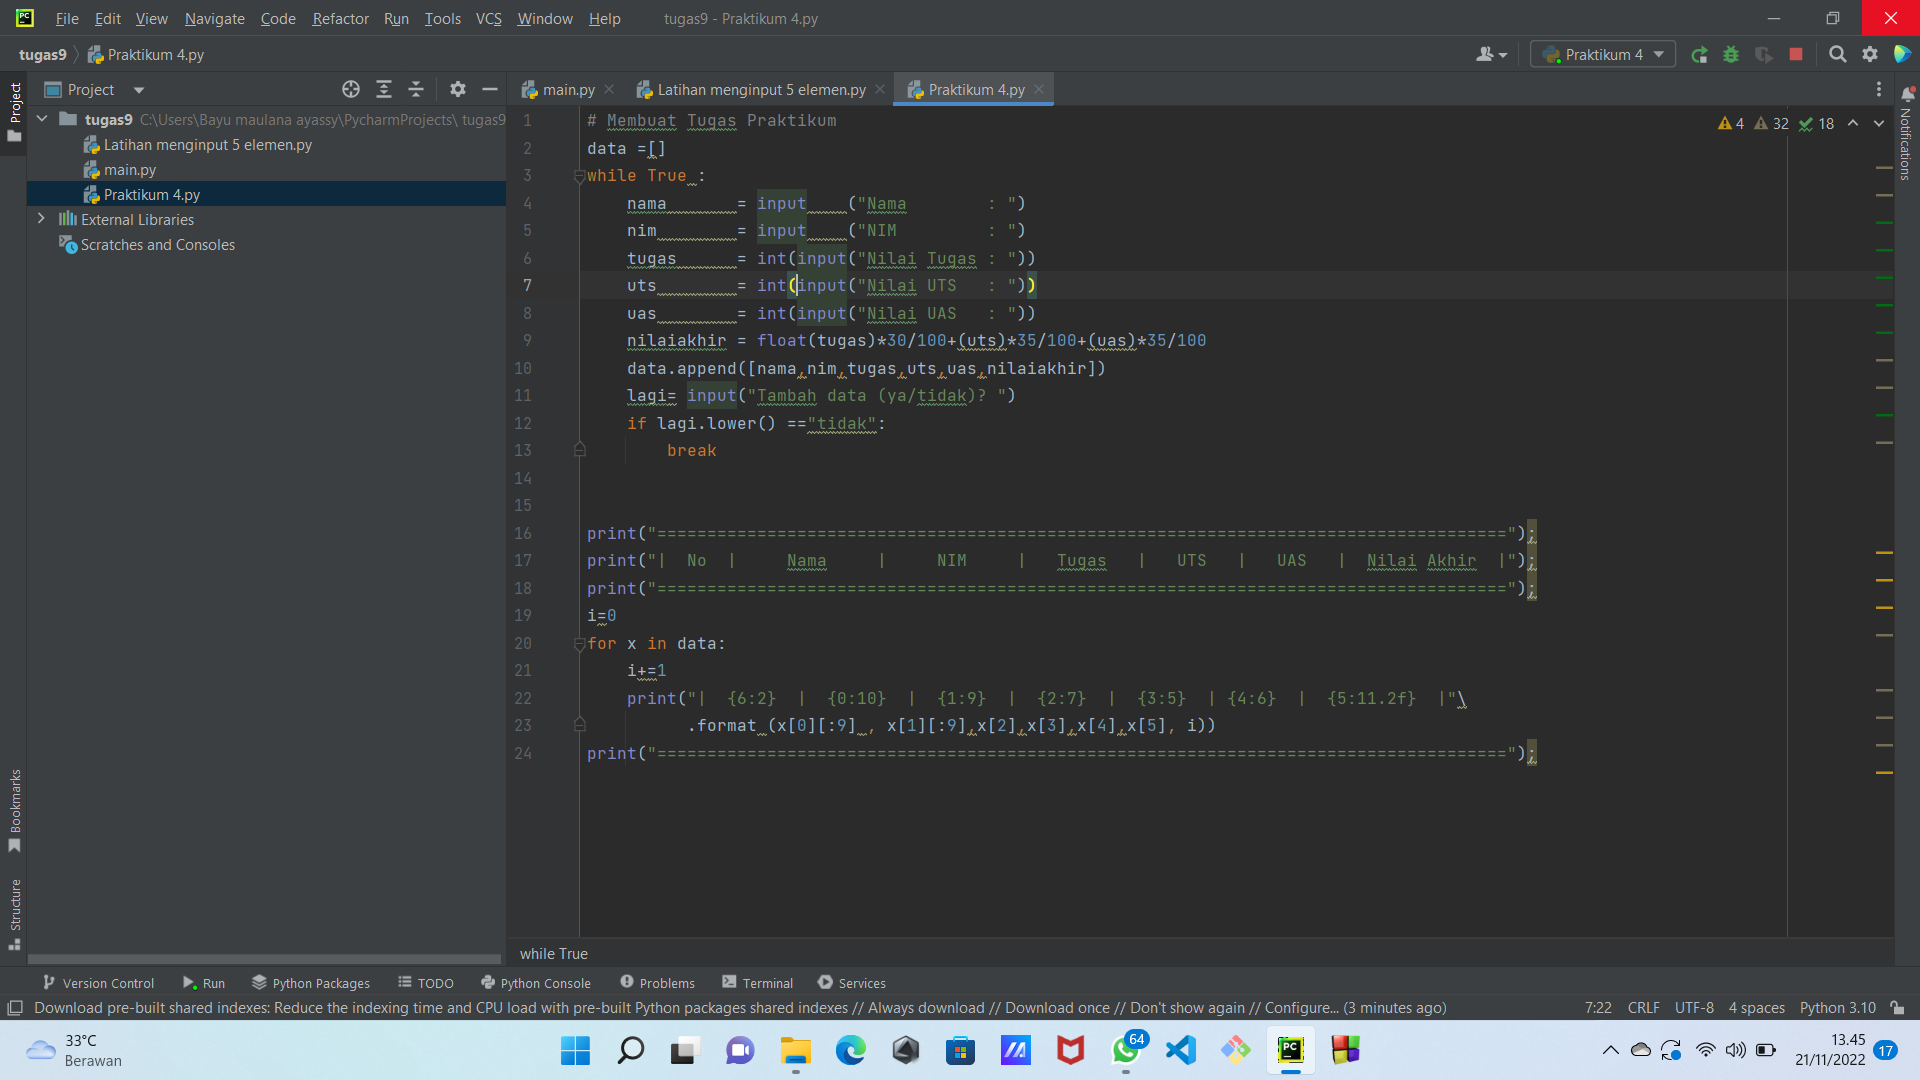 File Edit View Navigate Code Refactor Run Tools VCS Window Help tugas9 - Praktikum 4.py
tugas9 Praktikum 4.py
Praktikum 4
Project
Project
main.py
Latihan menginput 5 elemen.py
Praktikum 4.py
tugas9 C:\Users\Bayu maulana ayassy\PycharmProjects\ tugas9
Latihan menginput 5 elemen.py
main.py
Praktikum 4.py
External Libraries
Scratches and Consoles
4 32 18
Notifications
1 # Membuat Tugas Praktikum
2 data =[]
3 while True :
4     nama       = input    ("Nama        : ")
5     nim        = input    ("NIM         : ")
6     tugas      = int(input("Nilai Tugas : "))
7     uts        = int(input("Nilai UTS   : "))
8     uas        = int(input("Nilai UAS   : "))
9     nilaiakhir = float(tugas)*30/100+(uts)*35/100+(uas)*35/100
10     data.append([nama,nim,tugas,uts,uas,nilaiakhir])
11     lagi= input("Tambah data (ya/tidak)? ")
12     if lagi.lower() =="tidak":
13         break
14
15
16 print("=====================================================================================");
17 print("|  No  |     Nama     |     NIM     |   Tugas   |   UTS   |   UAS   |  Nilai Akhir  |");
18 print("=====================================================================================");
19 i=0
20 for x in data:
21     i+=1
22     print("|  {6:2}  |  {0:10}  |  {1:9}  |  {2:7}  |  {3:5}  | {4:6}  |  {5:11.2f}  |"\
23           .format (x[0][:9] , x[1][:9],x[2],x[3],x[4],x[5], i))
24 print("=====================================================================================");
Bookmarks
Structure
while True
Version Control Run Python Packages TODO Python Console Problems Terminal Services
Download pre-built shared indexes: Reduce the indexing time and CPU load with pre-built Python packages shared indexes // Always download // Download once // Don't show again // Configure... (3 minutes ago) 7:22 CRLF UTF-8 4 spaces Python 3.10
33°C
Berawan
PC
64
13.45
21/11/2022
17